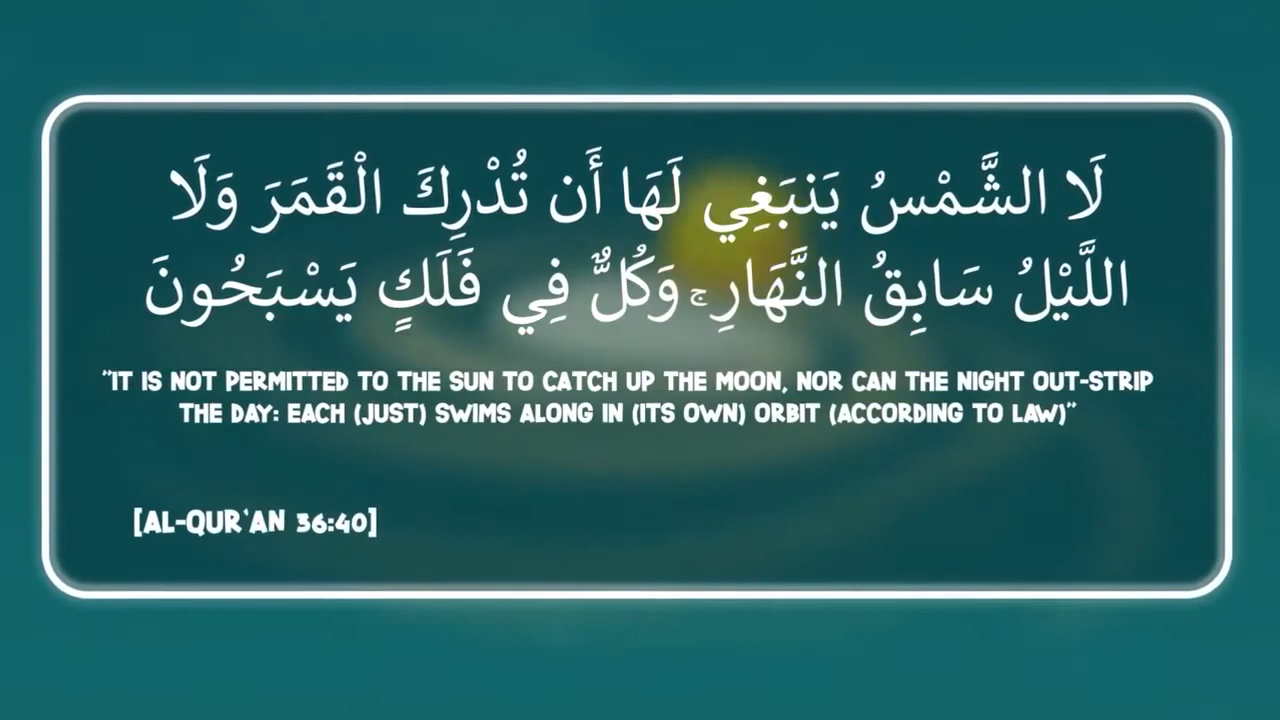 لَا الشَّمْسُ يَنبَغِي لَهَا أَن تُدْرِكَ الْقَمَرَ وَلَا
اللَّيْلُ سَابِقُ النَّهَارِ ۚ وَكُلٌّ فِي فَلَكٍ يَسْبَحُونَ
"IT IS NOT PERMITTED TO THE SUN TO CATCH UP THE MOON, NOR CAN THE NIGHT OUT-STRIP
THE DAY: EACH (JUST) SWIMS ALONG IN (ITS OWN) ORBIT (ACCORDING TO LAW)"
[AL-QUR'AN 36:40]